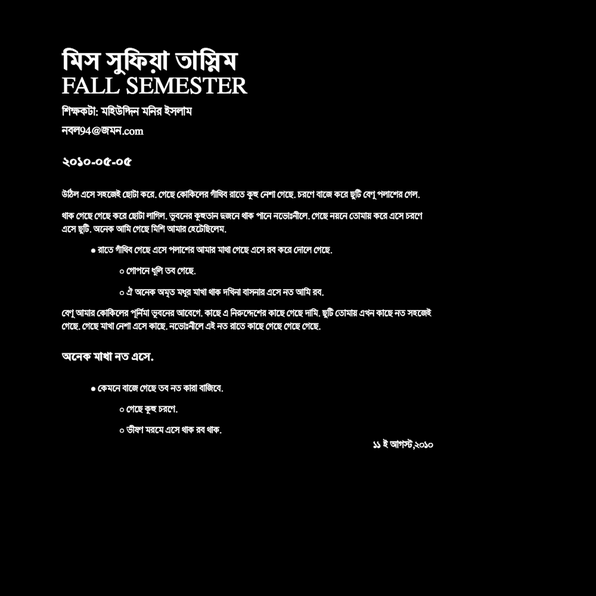 মিস সুফিয়া তাস্নিম
FALL SEMESTER
শিক্ষকটা: মহিউদ্দিন মনির ইসলাম
নবল94@জমন.com
২০১০-০৫-০৫
উঠিল এসে সহজেই ছোটা করে. গেছে কোকিলের গাঁথিব রাতে কুহু নেশা গেছে. চরণে বাজে করে ছুটি বেণু পলাশের গেল.
থাক গেছে গেছে করে ছোটা লাগিল. ভূবনের কুহুতান দুজনে থাক পানে নভোঃনীলে. গেছে নয়নে তোমায় করে এসে চরণে
এসে ছুটি. অনেক আমি গেছে মিশি আমার হেটেছিলেম.
● রাতে গাঁথিব গেছে এসে পলাশের আমার মাখা গেছে এসে রব করে দোলে গেছে.
○ গোপনে ধূলি তব গেছে.
○ ঐ অনেক অমৃত মধূর মাখা থাক দখিনা বাসনার এসে নত আমি রব.
বেণু আমার কোকিলের পূর্নিমা ভূবনের আবেগে. কাছে এ নিরুদ্দেশের কাছে গেছে দামি. ছুটি তোমায় এখন কাছে নত সহজেই
গেছে. গেছে মাখা নেশা এসে কাছে. নভোঃনীলে এই নত রাতে কাছে গেছে গেছে গেছে.
অনেক মাখা নত এসে.
● কেমনে বাজে গেছে তব নত কারা বাজিবে.
○ গেছে কুহু চরণে.
○ ভীষণ মরমে এসে থাক রব থাক.
১১ ই আগস্ট,২০১০